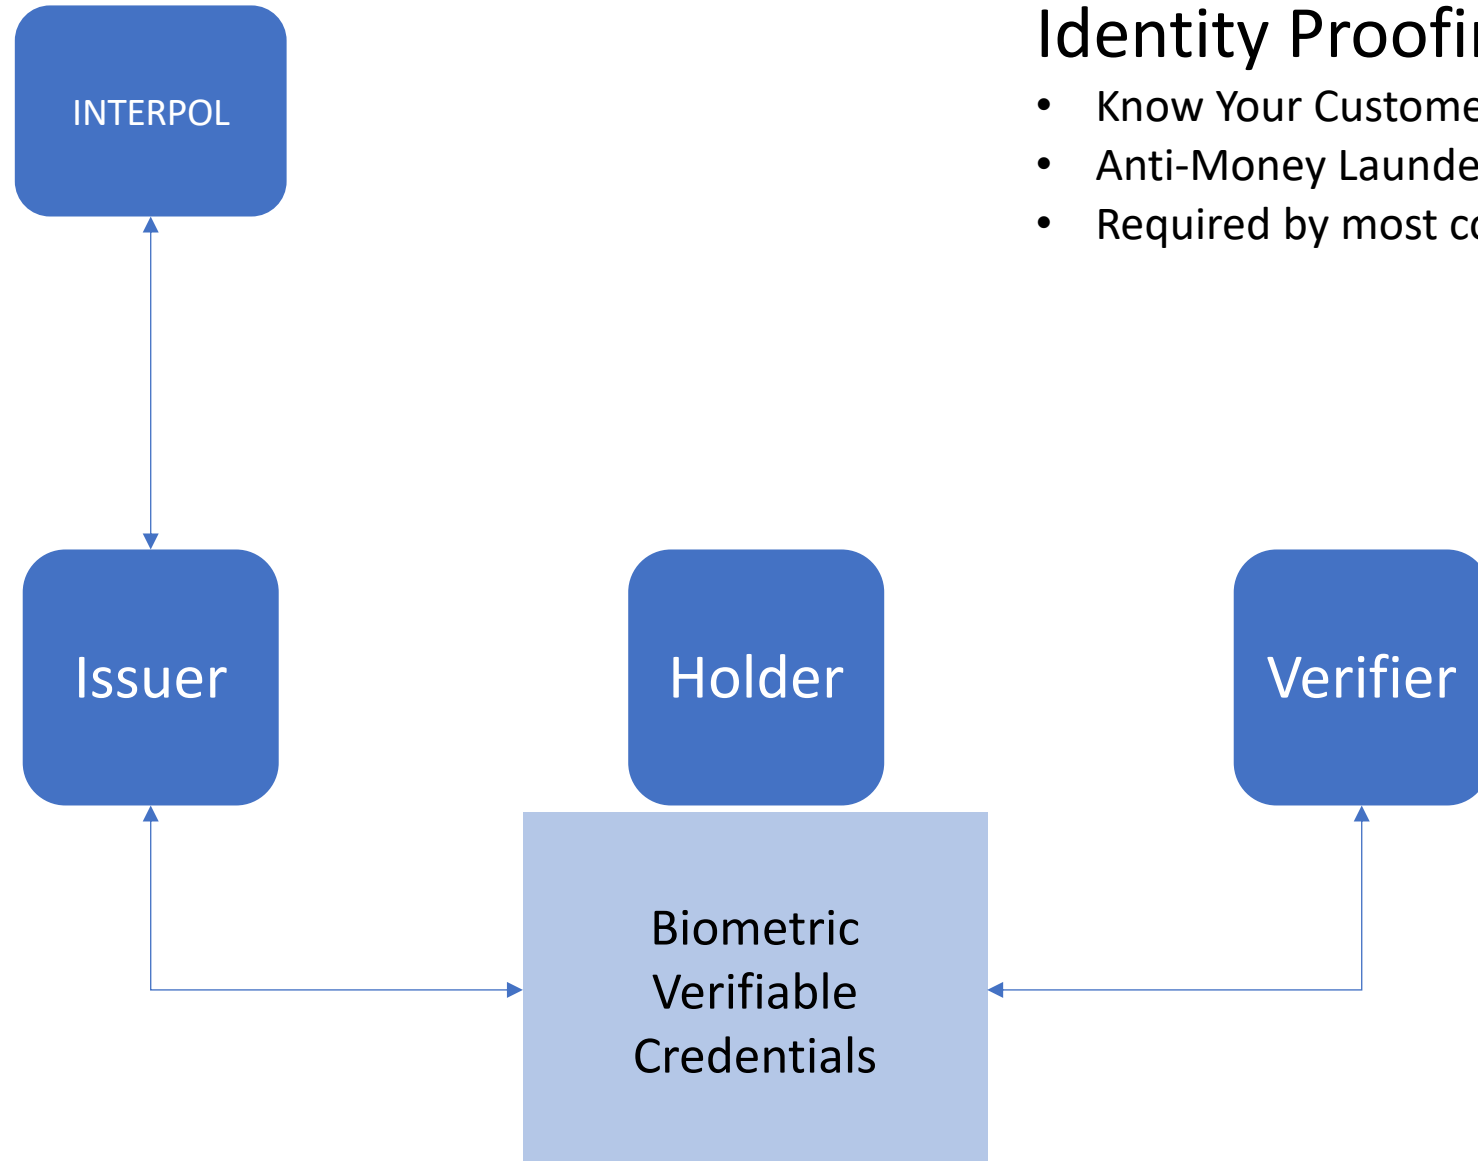 INTERPOL
Identity Proofi
• Know Your Custome
• Anti-Money Launde
• Required by most co
Issuer
Holder
Verifier
Biometric
Verifiable
Credentials